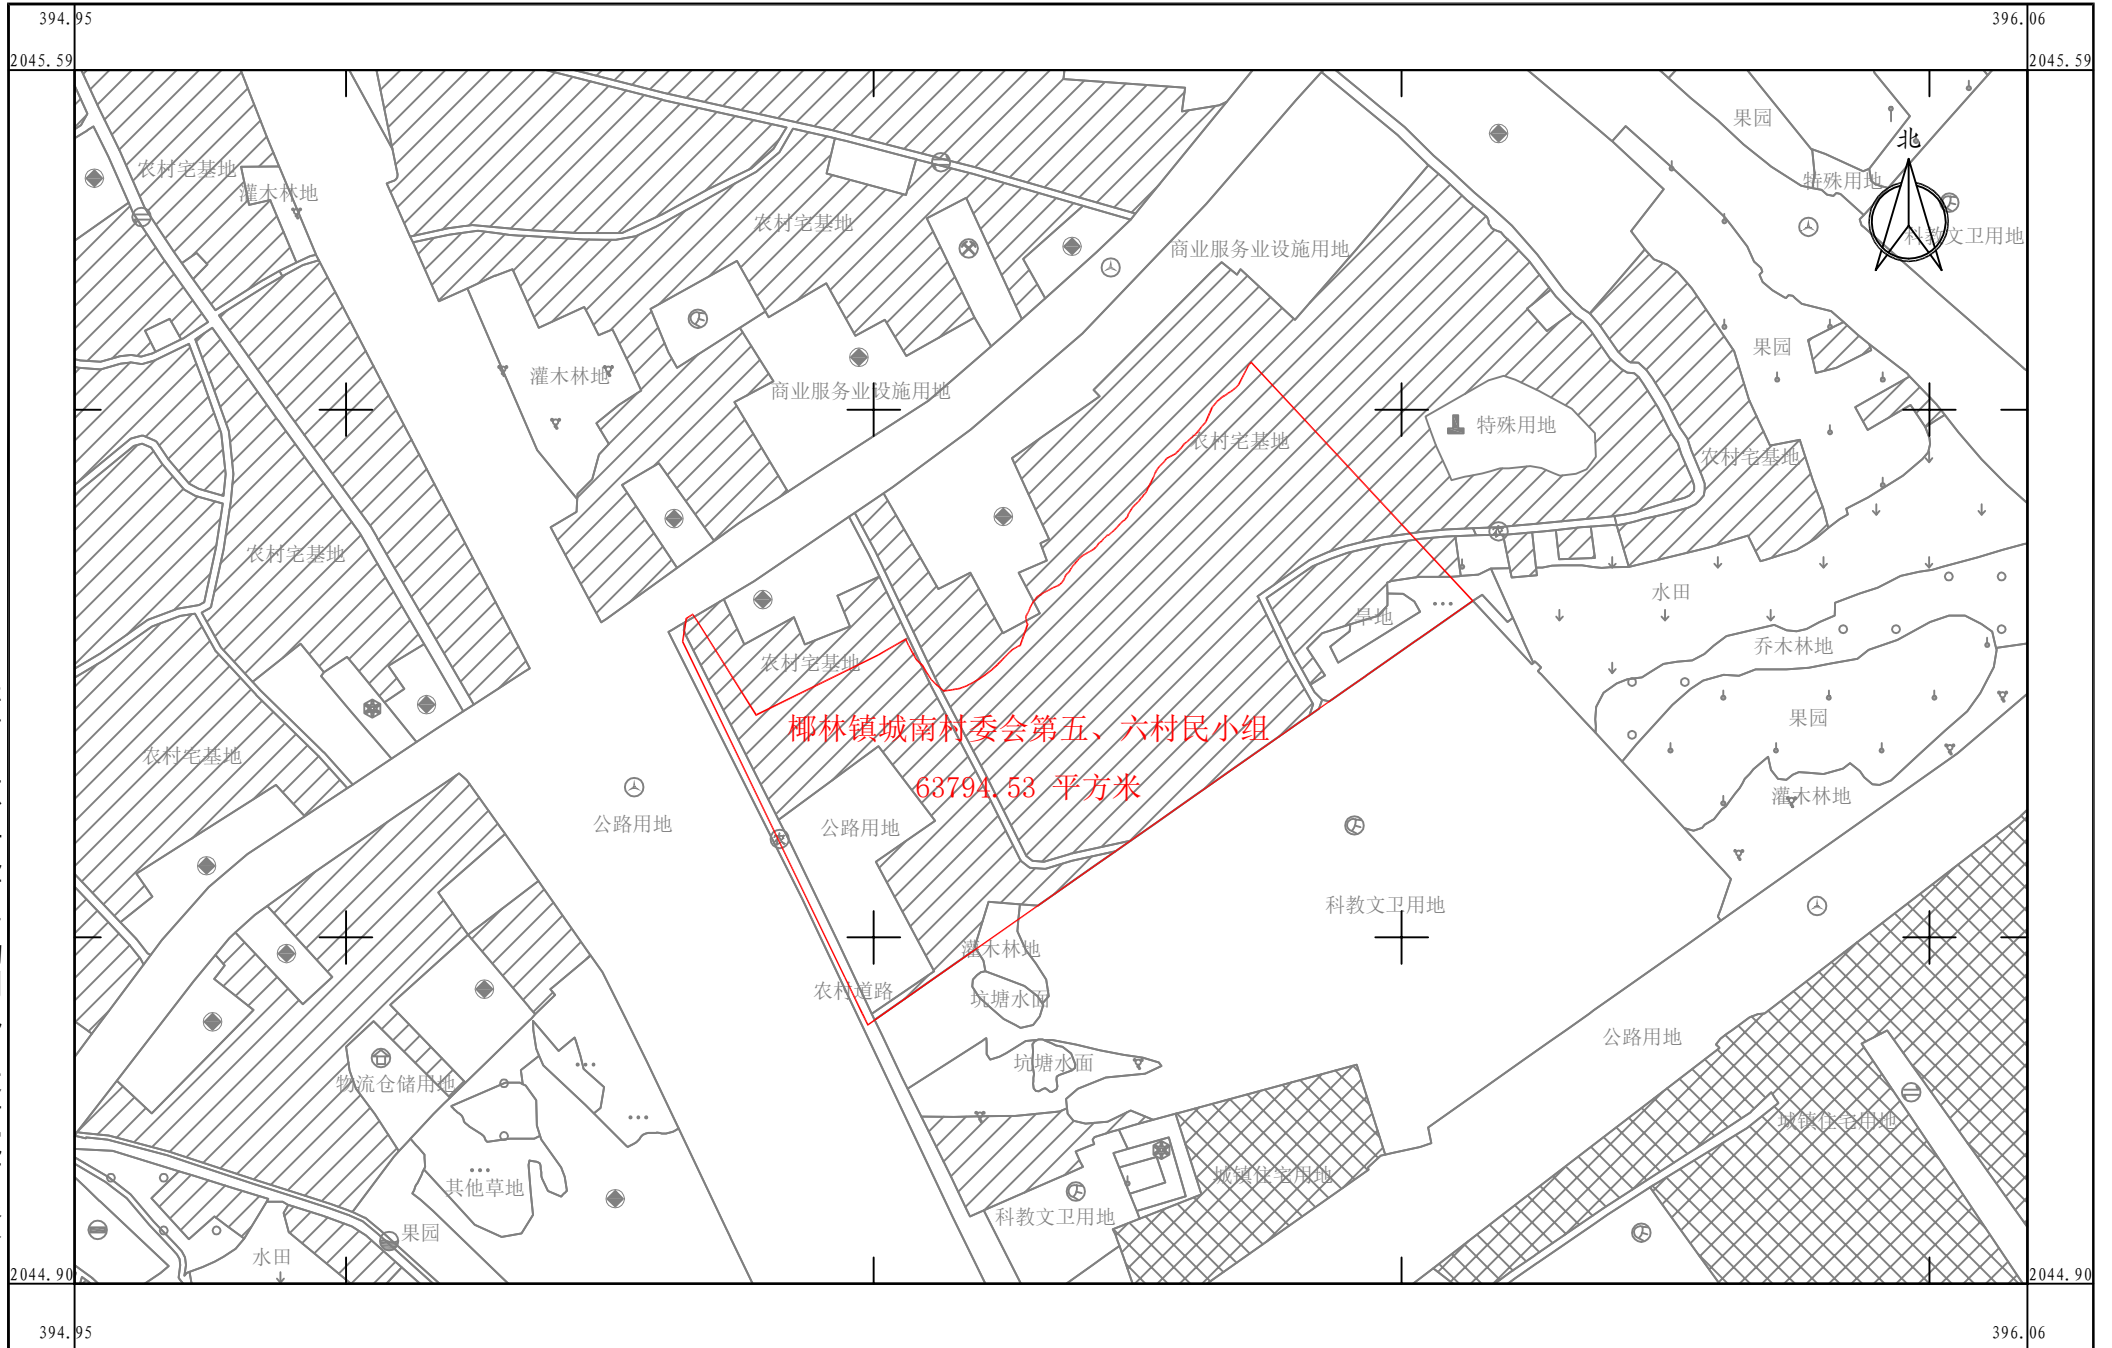 394.95
396.06
2045.59
2045.59
果园
北
农村宅基地
灌木林地
特殊用地
农村宅基地
商业服务业设施用地
科教文卫用地
果园
灌木林地
商业服务业设施用地
特殊用地
农村宅基地
农村宅基地
农村宅基地
水田
旱地
乔木林地
农村宅基地
果园
椰林镇城南村委会第五、六村民小组
农村宅基地
63794.53 平方米
灌木林地
公路用地
公路用地
科教文卫用地
灌木林地
农村道路
坑塘水面
公路用地
坑塘水面
物流仓储用地
城镇住宅用地
城镇住宅用地
其他草地
科教文卫用地
果园
水田
2044.90
2044.90
394.95
396.06